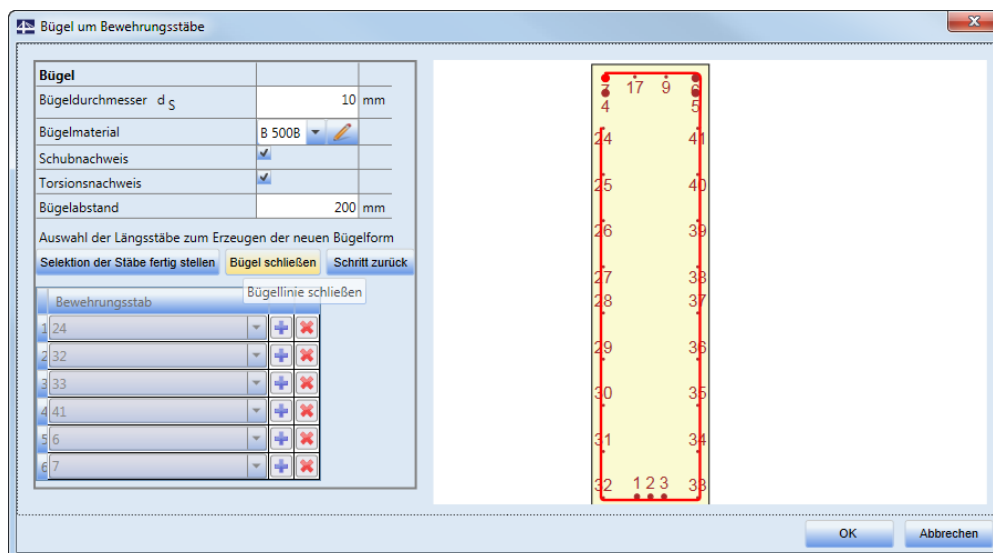 Bügel um Bewehrungsstäbe
Bügel
Bügeldurchmesser d S 10 mm
Bügelmaterial B 500B
Schubnachweis
Torsionsnachweis
Bügelabstand 200 mm
Auswahl der Längsstäbe zum Erzeugen der neuen Bügelform
Selektion der Stäbe fertig stellen Bügel schließen Schritt zurück
Bügellinie schließen
Bewehrungsstab
1 24
2 32
3 33
4 41
5 6
6 7
7 17 9 6
4 5
24 41
25 40
26 39
27 38
28 37
29 36
30 35
31 34
32 1 2 3 33
OK Abbrechen